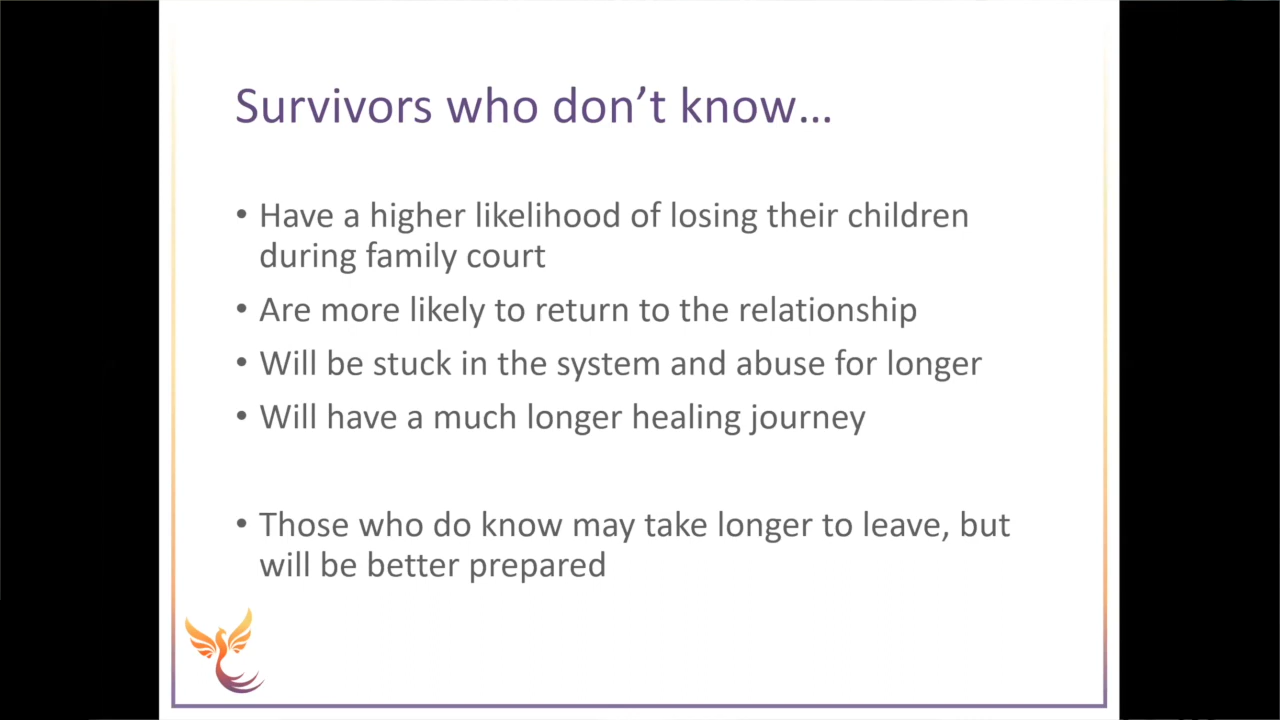 Survivors who don’t know…
• Have a higher likelihood of losing their children
during family court
• Are more likely to return to the relationship
• Will be stuck in the system and abuse for longer
• Will have a much longer healing journey
• Those who do know may take longer to leave, but
will be better prepared